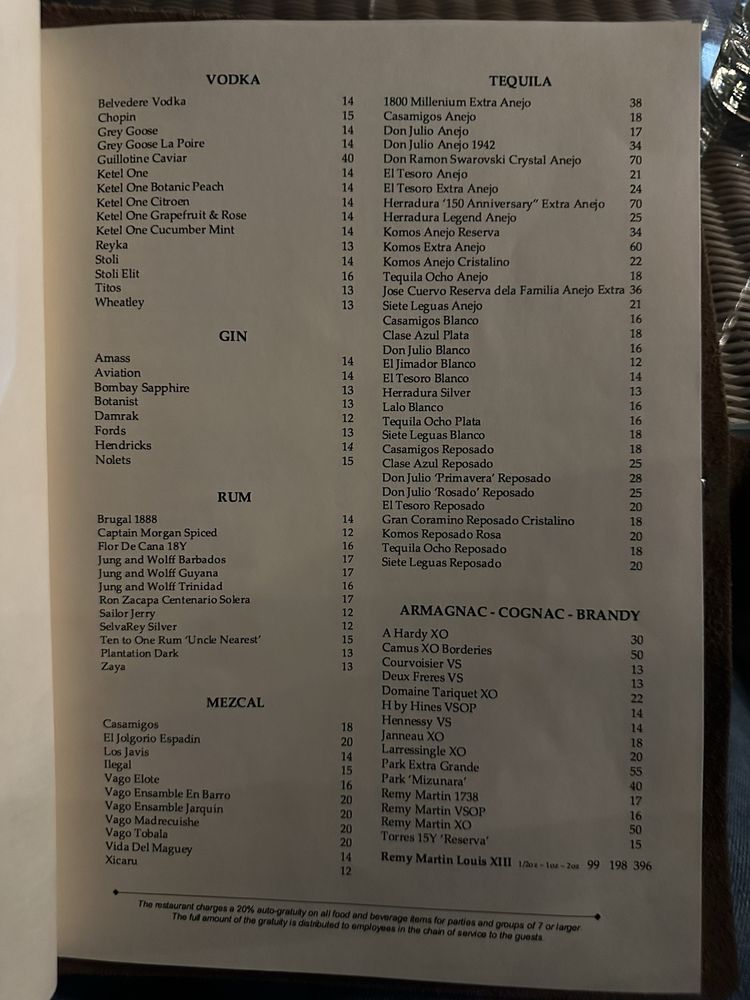 VODKA
Belvedere Vodka 14
Chopin 15
Grey Goose 14
Grey Goose La Poire 14
Guillotine Caviar 40
Ketel One 14
Ketel One Botanic Peach 14
Ketel One Citroen 14
Ketel One Grapefruit & Rose 14
Ketel One Cucumber Mint 14
Reyka 13
Stoli 14
Stoli Elit 16
Titos 13
Wheatley 13
GIN
Amass 14
Aviation 14
Bombay Sapphire 13
Botanist 13
Damrak 12
Fords 13
Hendricks 14
Nolets 15
RUM
Brugal 1888 14
Captain Morgan Spiced 12
Flor De Cana 18Y 16
Jung and Wolff Barbados 17
Jung and Wolff Guyana 17
Jung and Wolff Trinidad 16
Ron Zacapa Centenario Solera 17
Sailor Jerry 12
SelvaRey Silver 12
Ten to One Rum 'Uncle Nearest' 15
Plantation Dark 13
Zaya 13
MEZCAL
Casamigos 18
El Jolgorio Espadin 20
Los Javis 14
Ilegal 15
Vago Elote 16
Vago Ensamble En Barro 20
Vago Ensamble Jarquin 20
Vago Madrecuishe 20
Vago Tobala 20
Vida Del Maguey 14
Xicaru 12
TEQUILA
1800 Millenium Extra Anejo 38
Casamigos Anejo 18
Don Julio Anejo 17
Don Julio Anejo 1942 34
Don Ramon Swarovski Crystal Anejo 70
El Tesoro Anejo 21
El Tesoro Extra Anejo 24
Herradura '150 Anniversary" Extra Anejo 70
Herradura Legend Anejo 25
Komos Anejo Reserva 34
Komos Extra Anejo 60
Komos Anejo Cristalino 22
Tequila Ocho Anejo 18
Jose Cuervo Reserva dela Familia Anejo Extra 36
Siete Leguas Anejo 21
Casamigos Blanco 16
Clase Azul Plata 18
Don Julio Blanco 16
El Jimador Blanco 12
El Tesoro Blanco 14
Herradura Silver 13
Lalo Blanco 16
Tequila Ocho Plata 16
Siete Leguas Blanco 18
Casamigos Reposado 18
Clase Azul Reposado 25
Don Julio 'Primavera' Reposado 28
Don Julio 'Rosado' Reposado 25
El Tesoro Reposado 20
Gran Coramino Reposado Cristalino 18
Komos Reposado Rosa 20
Tequila Ocho Reposado 18
Siete Leguas Reposado 20
ARMAGNAC - COGNAC - BRANDY
A Hardy XO 30
Camus XO Borderies 50
Courvoisier VS 13
Deux Freres VS 13
Domaine Tariquet XO 22
H by Hines VSOP 14
Hennessy VS 14
Janneau XO 18
Larressingle XO 20
Park Extra Grande 55
Park 'Mizunara' 40
Remy Martin 1738 17
Remy Martin VSOP 16
Remy Martin XO 50
Torres 15Y 'Reserva' 15
Remy Martin Louis XIII 1/2oz - 1oz - 2oz 99 198 396
The restaurant charges a 20% auto-gratuity on all food and beverage items for parties and groups of 7 or larger.
The full amount of the gratuity is distributed to employees in the chain of service to the guests.